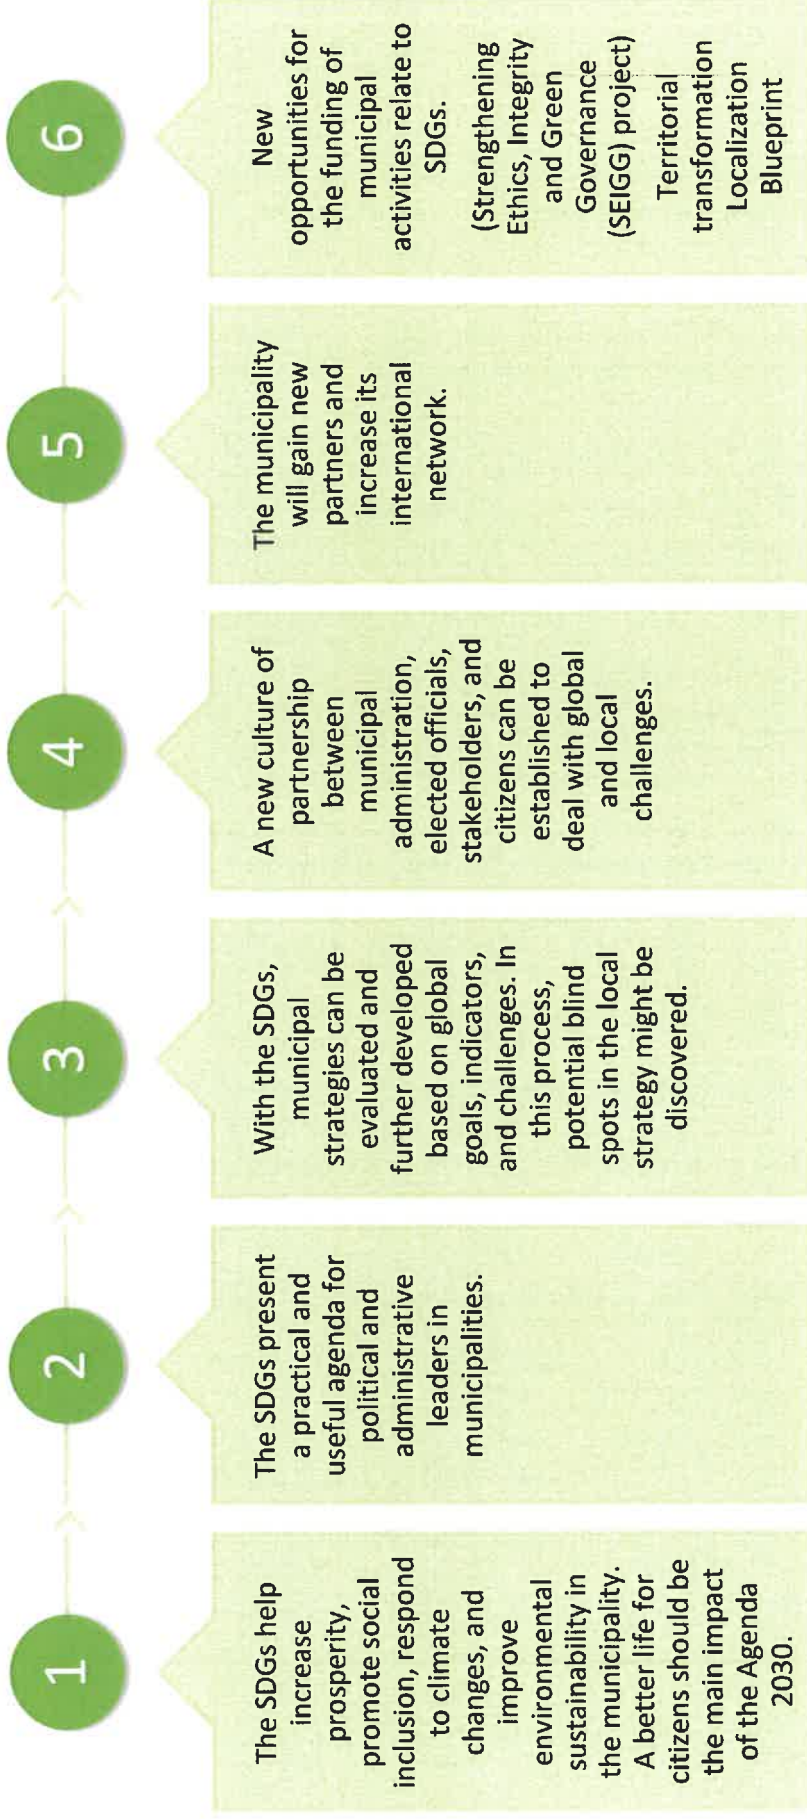 1
The SDGs help
increase
prosperity,
promote social
inclusion, respond
to climate
changes, and
improve
environmental
sustainability in
the municipality.
A better life for
citizens should be
the main impact
of the Agenda
2030.
2
The SDGs present
a practical and
useful agenda for
political and
administrative
leaders in
municipalities.
3
With the SDGs,
municipal
strategies can be
evaluated and
further developed
based on global
goals, indicators,
and challenges. In
this process,
potential blind
spots in the local
strategy might be
discovered.
4
A new culture of
partnership
between
municipal
administration,
elected officials,
stakeholders, and
citizens can be
established to
deal with global
and local
challenges.
5
The municipality
will gain new
partners and
increase its
international
network.
6
New
opportunities for
the funding of
municipal
activities relate to
SDGs.
(Strengthening
Ethics, Integrity
and Green
Governance
(SEIGG) project)
Territorial
transformation
Localization
Blueprint